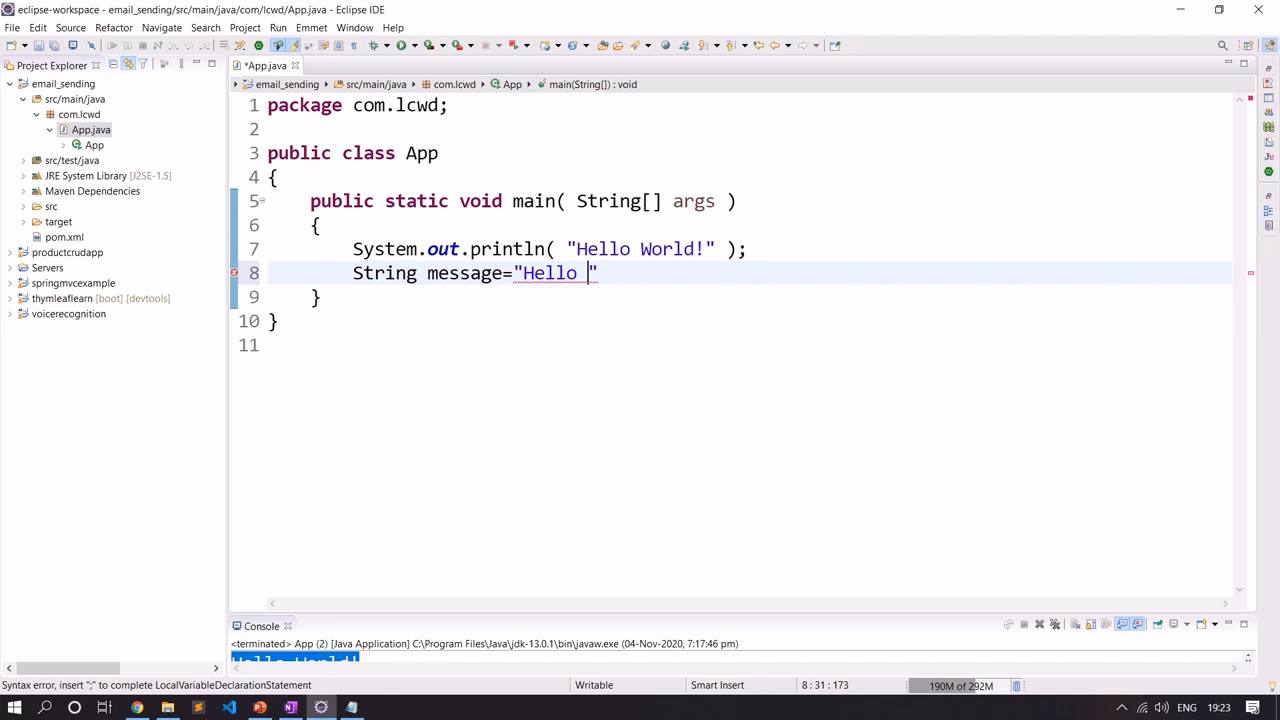 eclipse-workspace - email_sending/src/main/java/com/lcwd/App.java - Eclipse IDE
File Edit Source Refactor Navigate Search Project Run Emmet Window Help
Project Explorer
*App.java
email_sending
src/main/java
com.lcwd
App.java
App
src/test/java
JRE System Library [J2SE-1.5]
Maven Dependencies
src
target
pom.xml
productcrudapp
Servers
springmvcexample
thymleaflearn [boot] [devtools]
voicerecognition
email_sending src/main/java com.lcwd App main(String[]) : void
1 package com.lcwd;
2
3 public class App
4 {
5 public static void main( String[] args )
6 {
7 System.out.println( "Hello World!" );
8 String message="Hello "
9 }
10 }
11
Console
<terminated> App (2) [Java Application] C:\Program Files\Java\jdk-13.0.1\bin\javaw.exe (04-Nov-2020, 7:17:46 pm)
Hello World!
Syntax error, insert ";" to complete LocalVariableDeclarationStatement
Writable
Smart Insert
8 : 31 : 173
190M of 292M
ENG 19:23